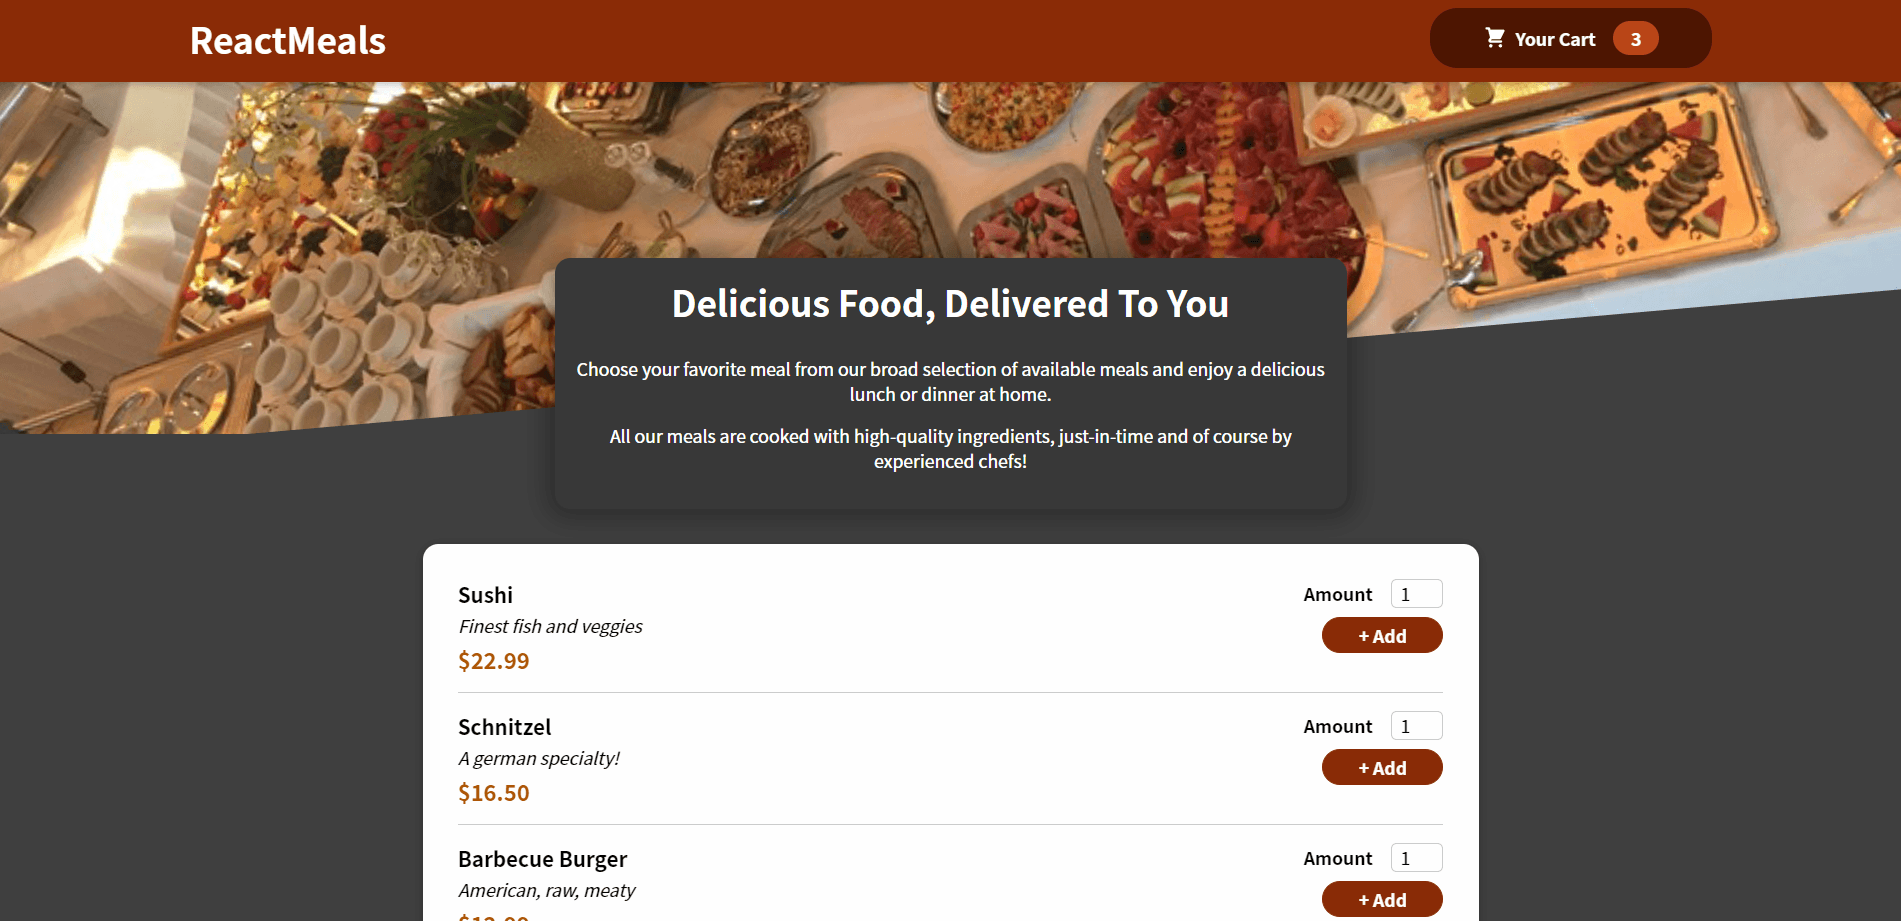 ReactMeals
Your Cart 3
Delicious Food, Delivered To You
Choose your favorite meal from our broad selection of available meals and enjoy a delicious
lunch or dinner at home.
All our meals are cooked with high-quality ingredients, just-in-time and of course by
experienced chefs!
Sushi
Amount 1
Finest fish and veggies
+ Add
$22.99
Schnitzel
Amount 1
A german specialty!
+ Add
$16.50
Barbecue Burger
Amount 1
American, raw, meaty
+ Add